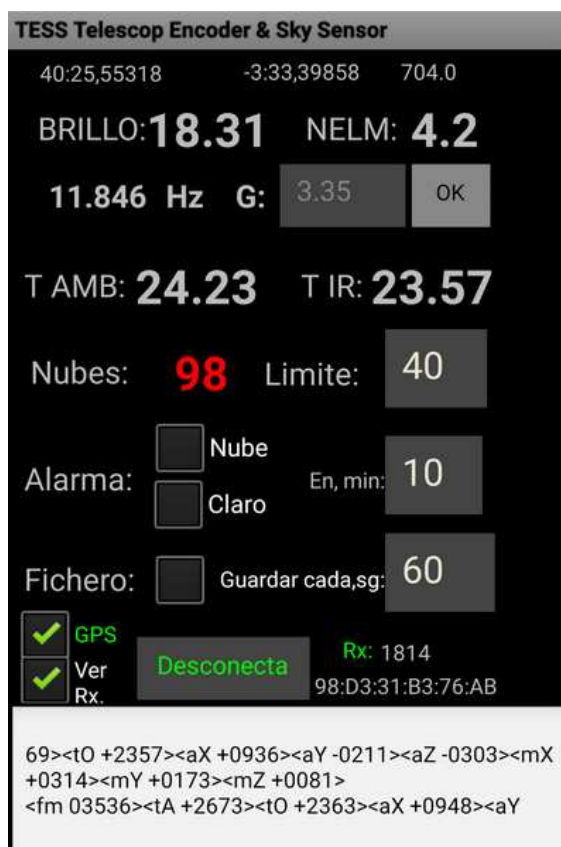 TESS Telescop Encoder & Sky Sensor
40:25,55318 -3:33,39858 704.0
BRILLO:18.31 NELM: 4.2
11.846 Hz G: 3.35 OK
T AMB: 24.23 T IR: 23.57
Nubes: 98 Limite: 40
Alarma: Nube
Claro
En, min: 10
Fichero: Guardar cada,sg: 60
GPS
Ver
Rx.
Desconecta
Rx: 1814
98:D3:31:B3:76:AB
69><tO +2357><aX +0936><aY -0211><aZ -0303><mX
+0314><mY +0173><mZ +0081>
<fm 03536><tA +2673><tO +2363><aX +0948><aY